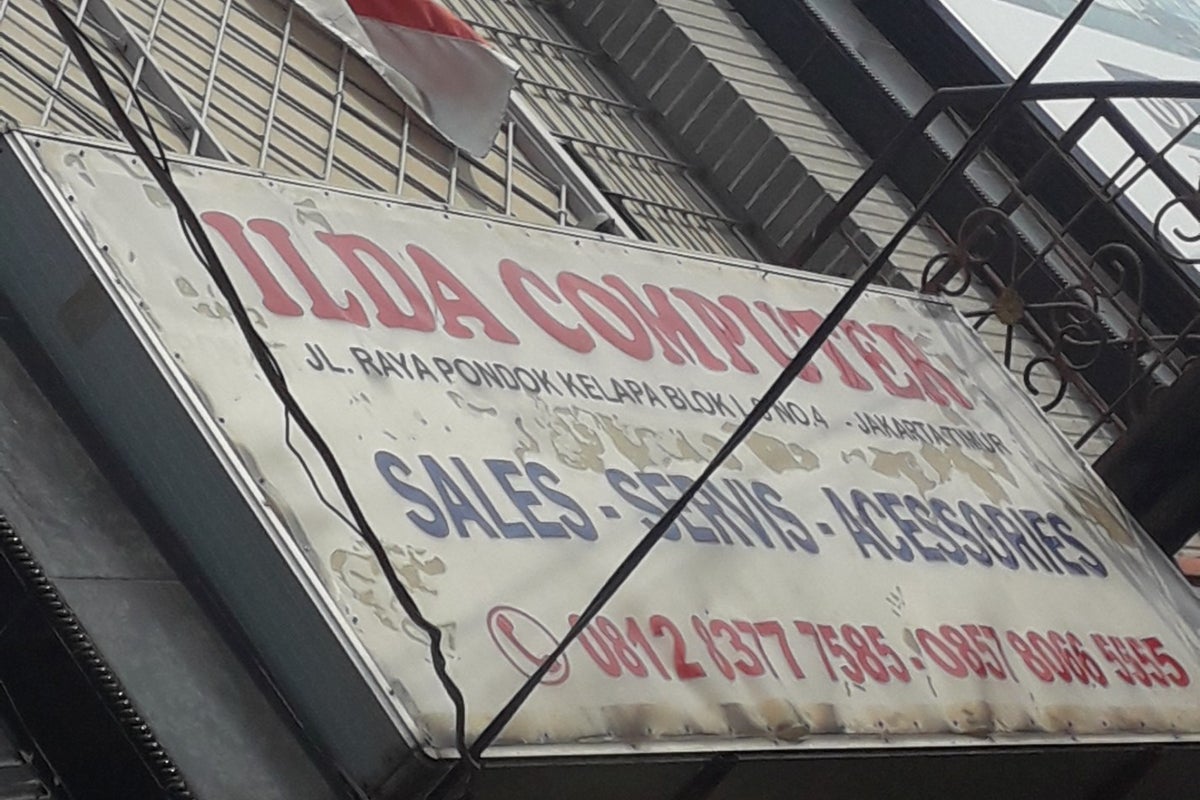 ILDA COMPUTER
JL. RAYA PONDOK KELAPA BLOK NO.4 - JAKARTA TIMUR
SALES - SERVIS - ACESSORIES
0812 8377 7585 - 0857 8066 5555